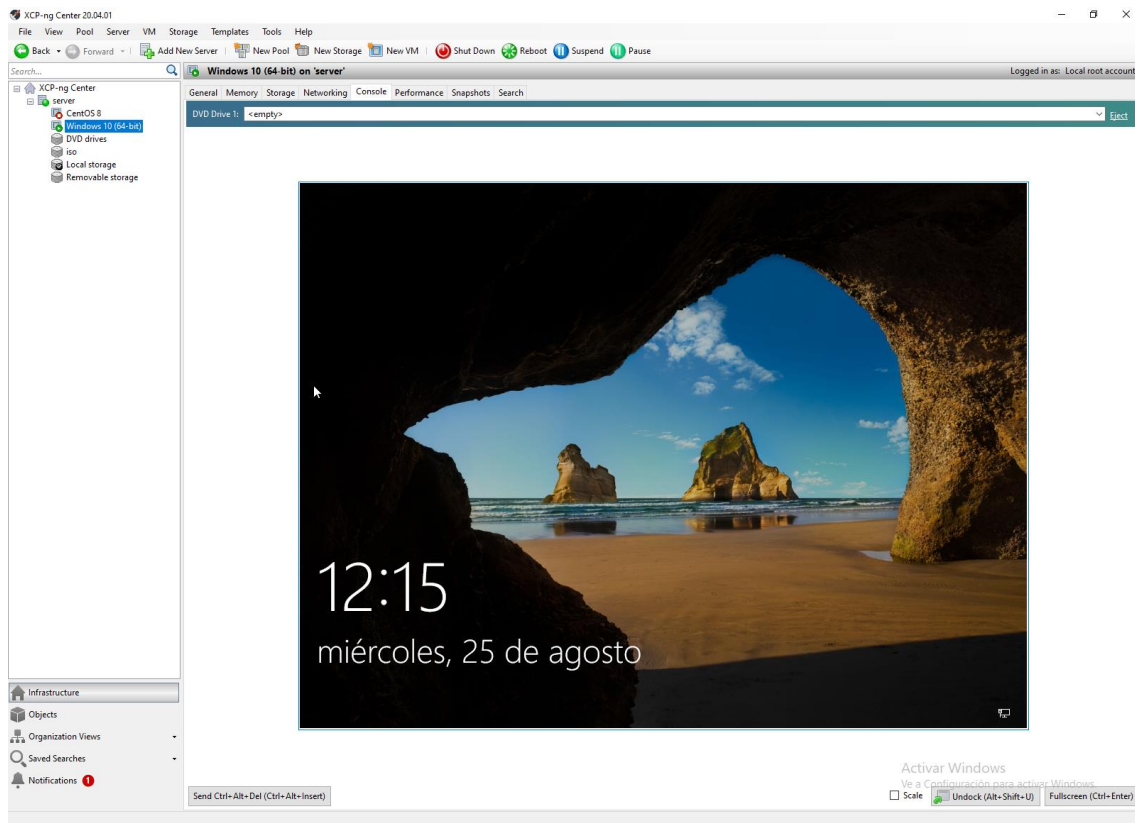 XCP-ng Center 20.04.01
File View Pool Server VM Storage Templates Tools Help
Back Forward Add New Server New Pool New Storage New VM Shut Down Reboot Suspend Pause
Search...
Windows 10 (64-bit) on 'server'
Logged in as: Local root account
XCP-ng Center
server
CentOS 8
Windows 10 (64-bit)
DVD drives
iso
Local storage
Removable storage
General Memory Storage Networking Console Performance Snapshots Search
DVD Drive 1: <empty> Eject
12:15
miércoles, 25 de agosto
Infrastructure
Objects
Organization Views
Saved Searches
Notifications 1
Activar Windows
Ve a Configuración para activar Windows.
Send Ctrl+Alt+Del (Ctrl+Alt+Insert)
Scale Undock (Alt+Shift+U) Fullscreen (Ctrl+Enter)